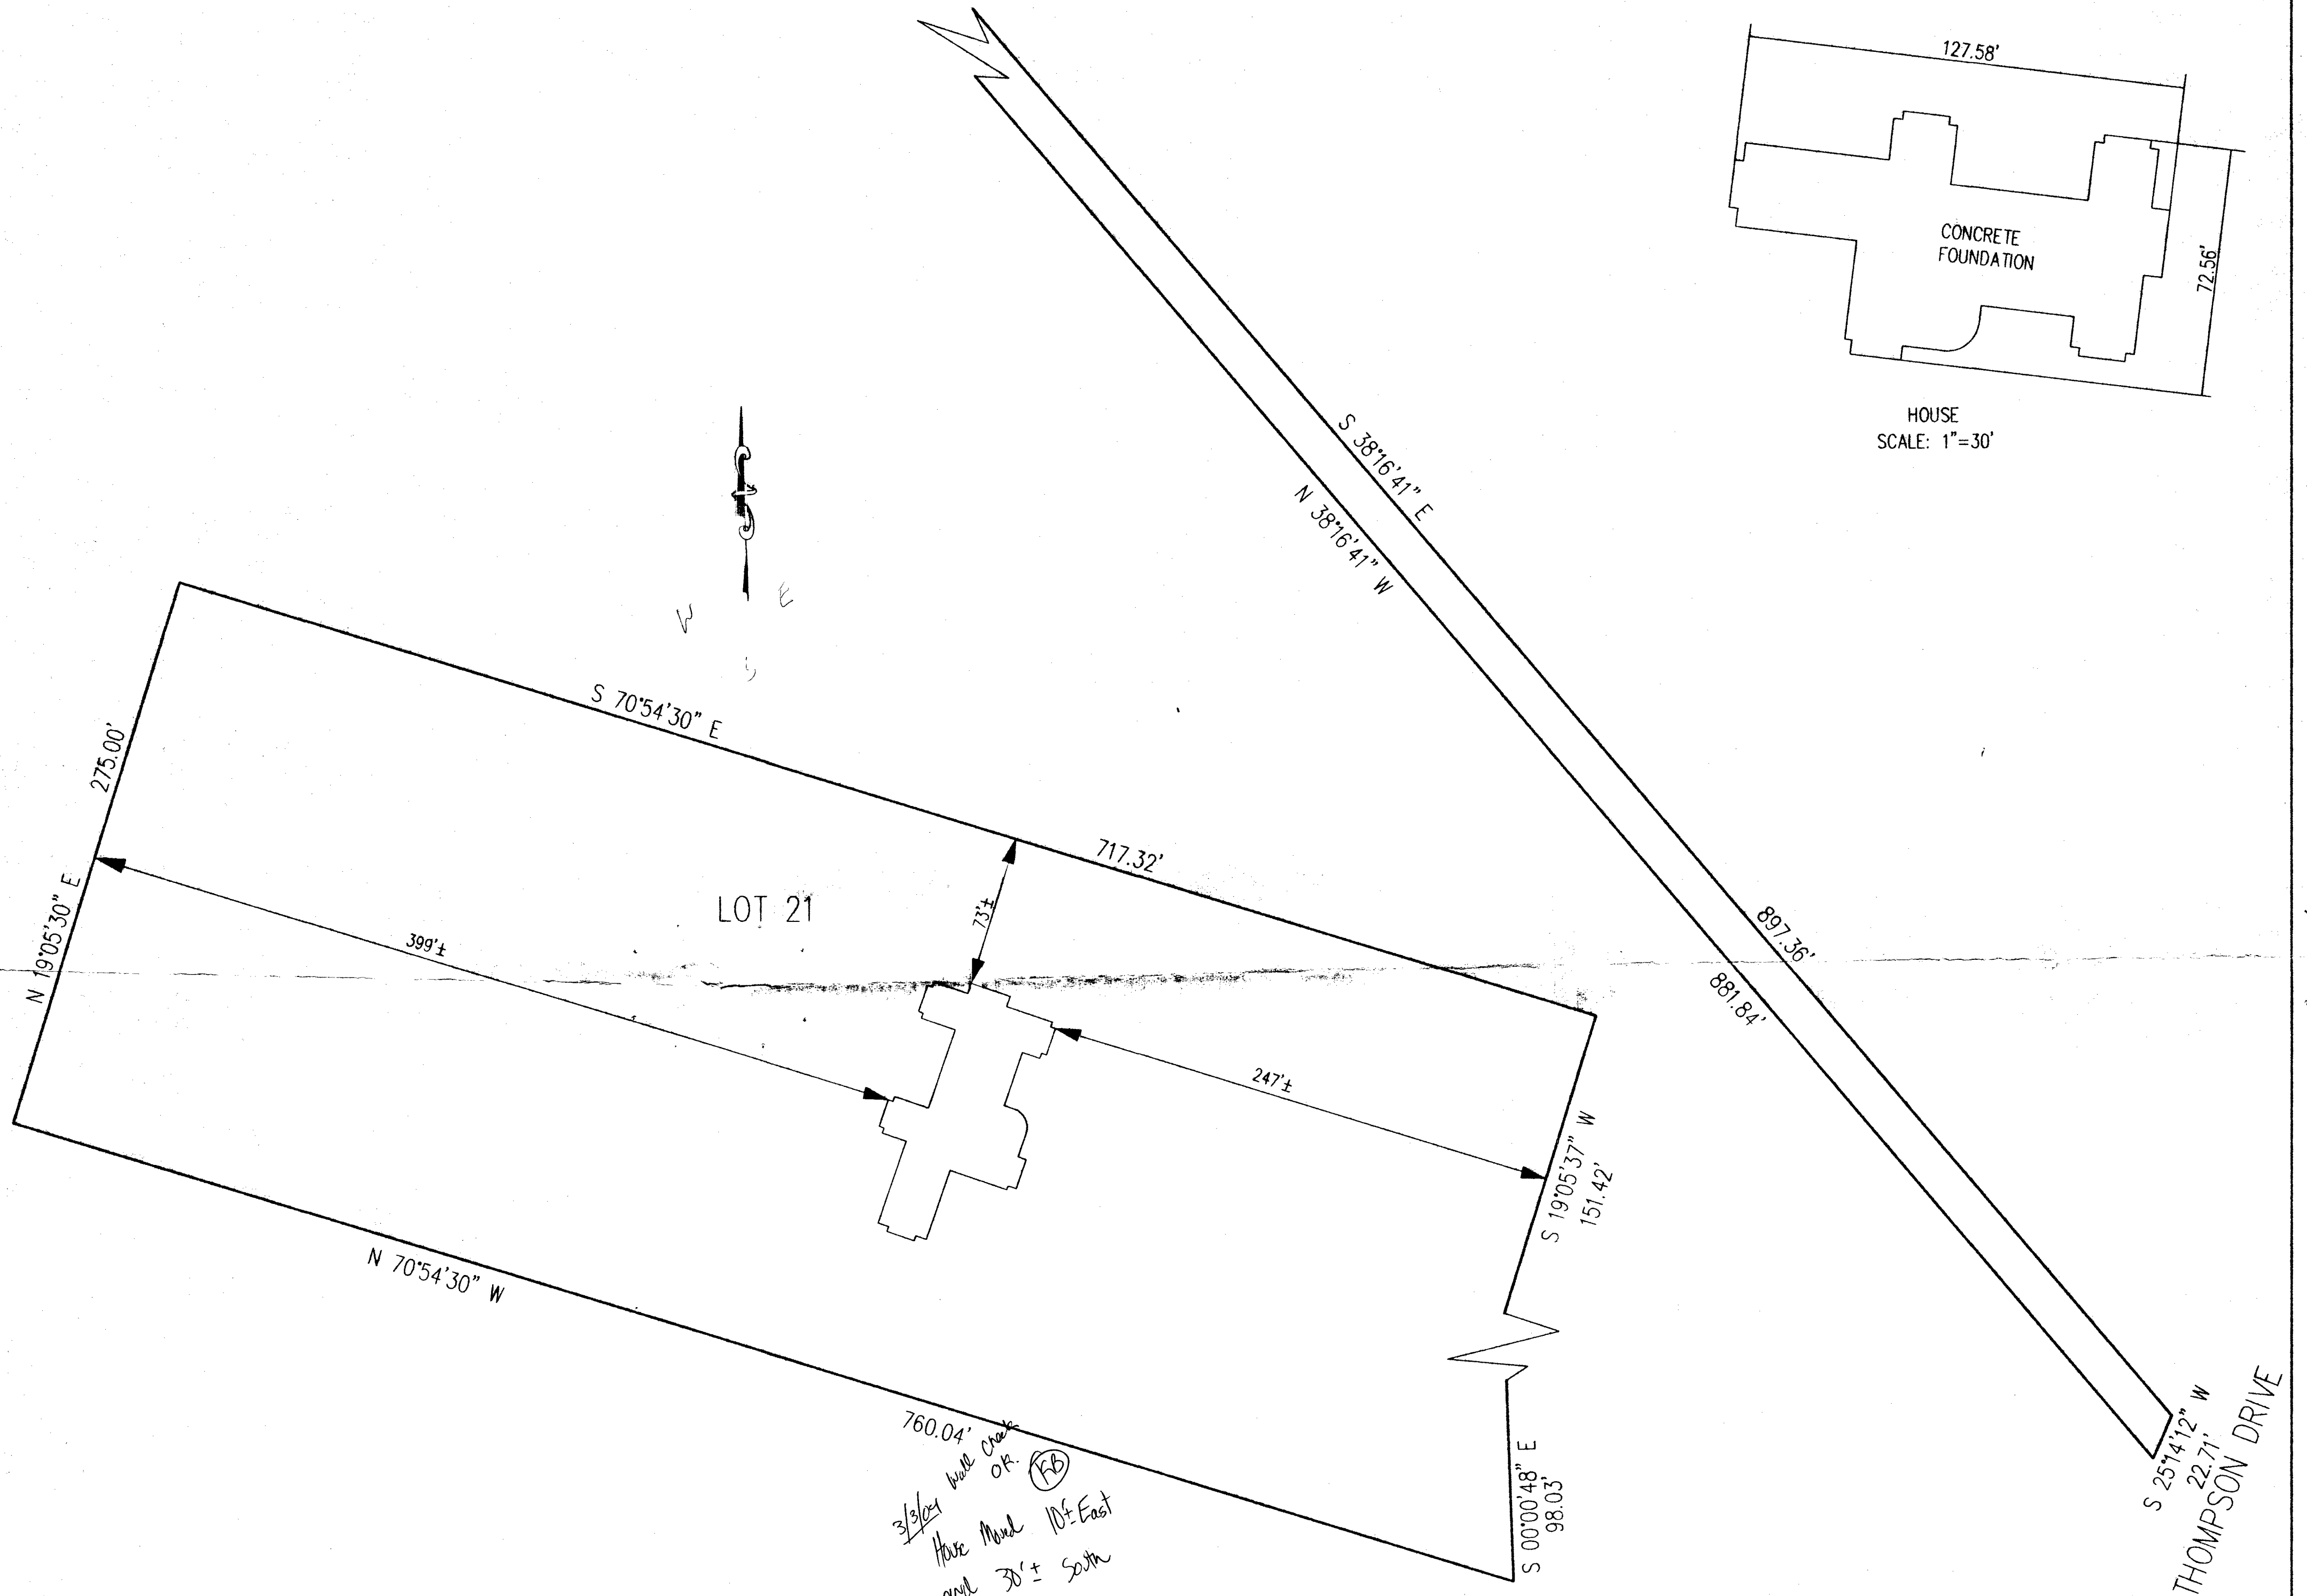 127.58'
CONCRETE
FOUNDATION
72.56'
HOUSE
SCALE: 1"=30'
S 38°16'41" E
N 38°16'41" W
W E
S
S 70°54'30" E
275.00'
717.32'
LOT 21
73'±
399'±
N 19°05'30" E
897.36'
881.84'
247'±
S 19°05'37" W
151.42'
N 70°54'30" W
760.04'
3/3/04 Wall Check
OK. KB
House Moved 10'± East
and 30'± South
S 00°00'48" E
98.03'
S 25°14'12" W
22.71'
THOMPSON DRIVE